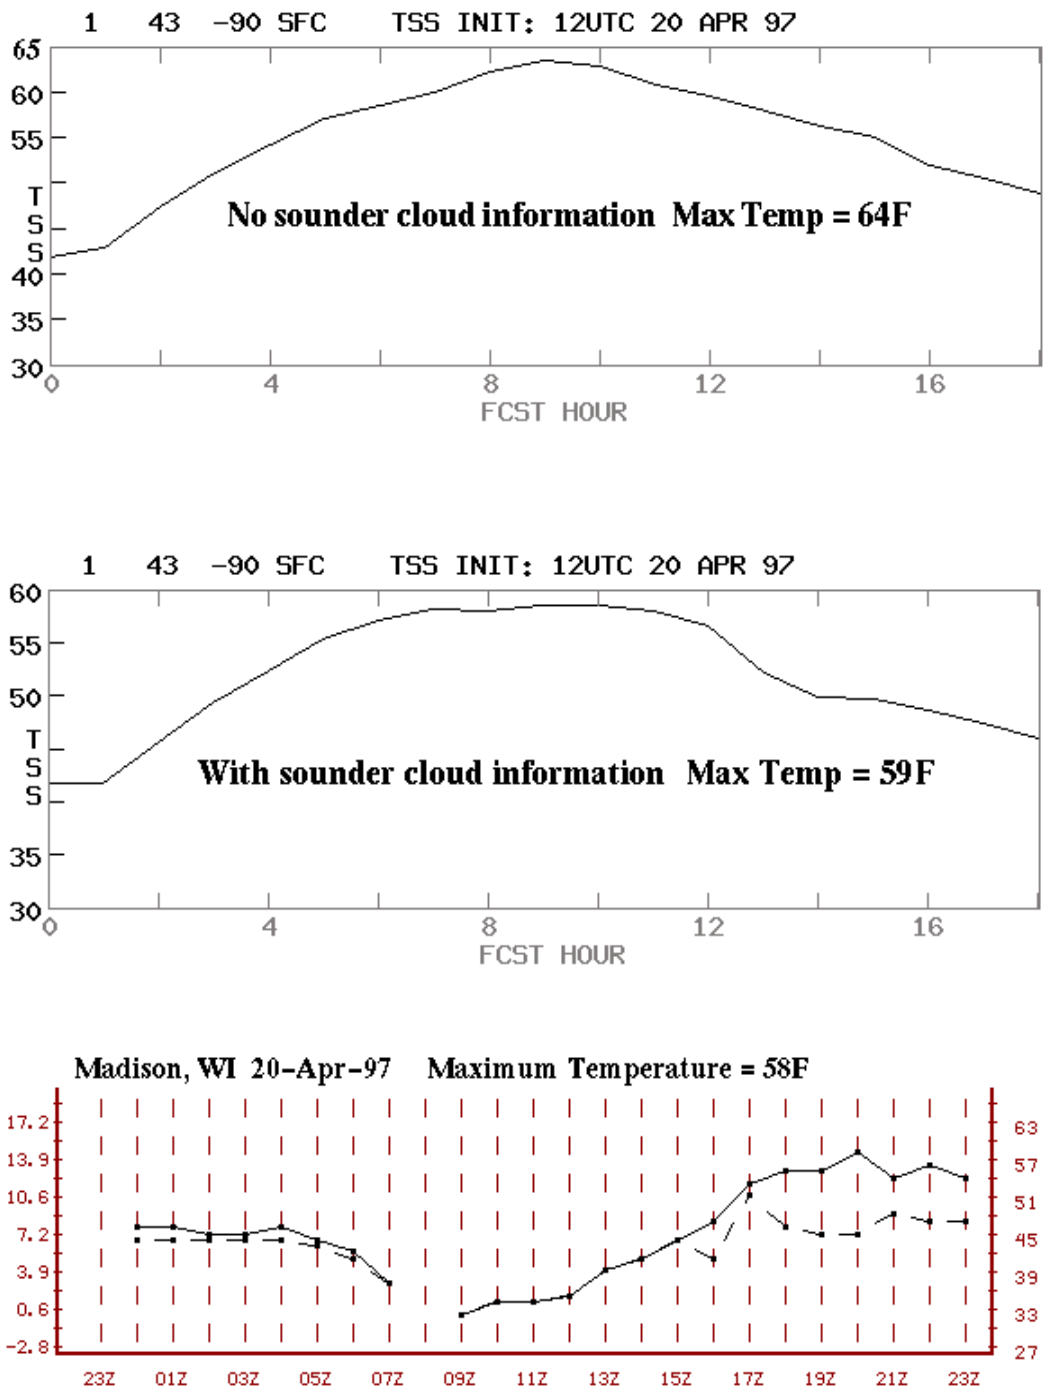 1 43 -90 SFC TSS INIT: 12UTC 20 APR 97
65
60
55
TSS
No sounder cloud information Max Temp = 64F
40
35
30
0 4 8 12 16
FCST HOUR
1 43 -90 SFC TSS INIT: 12UTC 20 APR 97
60
55
50
TSS
With sounder cloud information Max Temp = 59F
35
30
0 4 8 12 16
FCST HOUR
Madison, WI 20-Apr-97 Maximum Temperature = 58F
17.2 63
13.9 57
10.6 51
7.2 45
3.9 39
0.6 33
-2.8 27
23Z 01Z 03Z 05Z 07Z 09Z 11Z 13Z 15Z 17Z 19Z 21Z 23Z